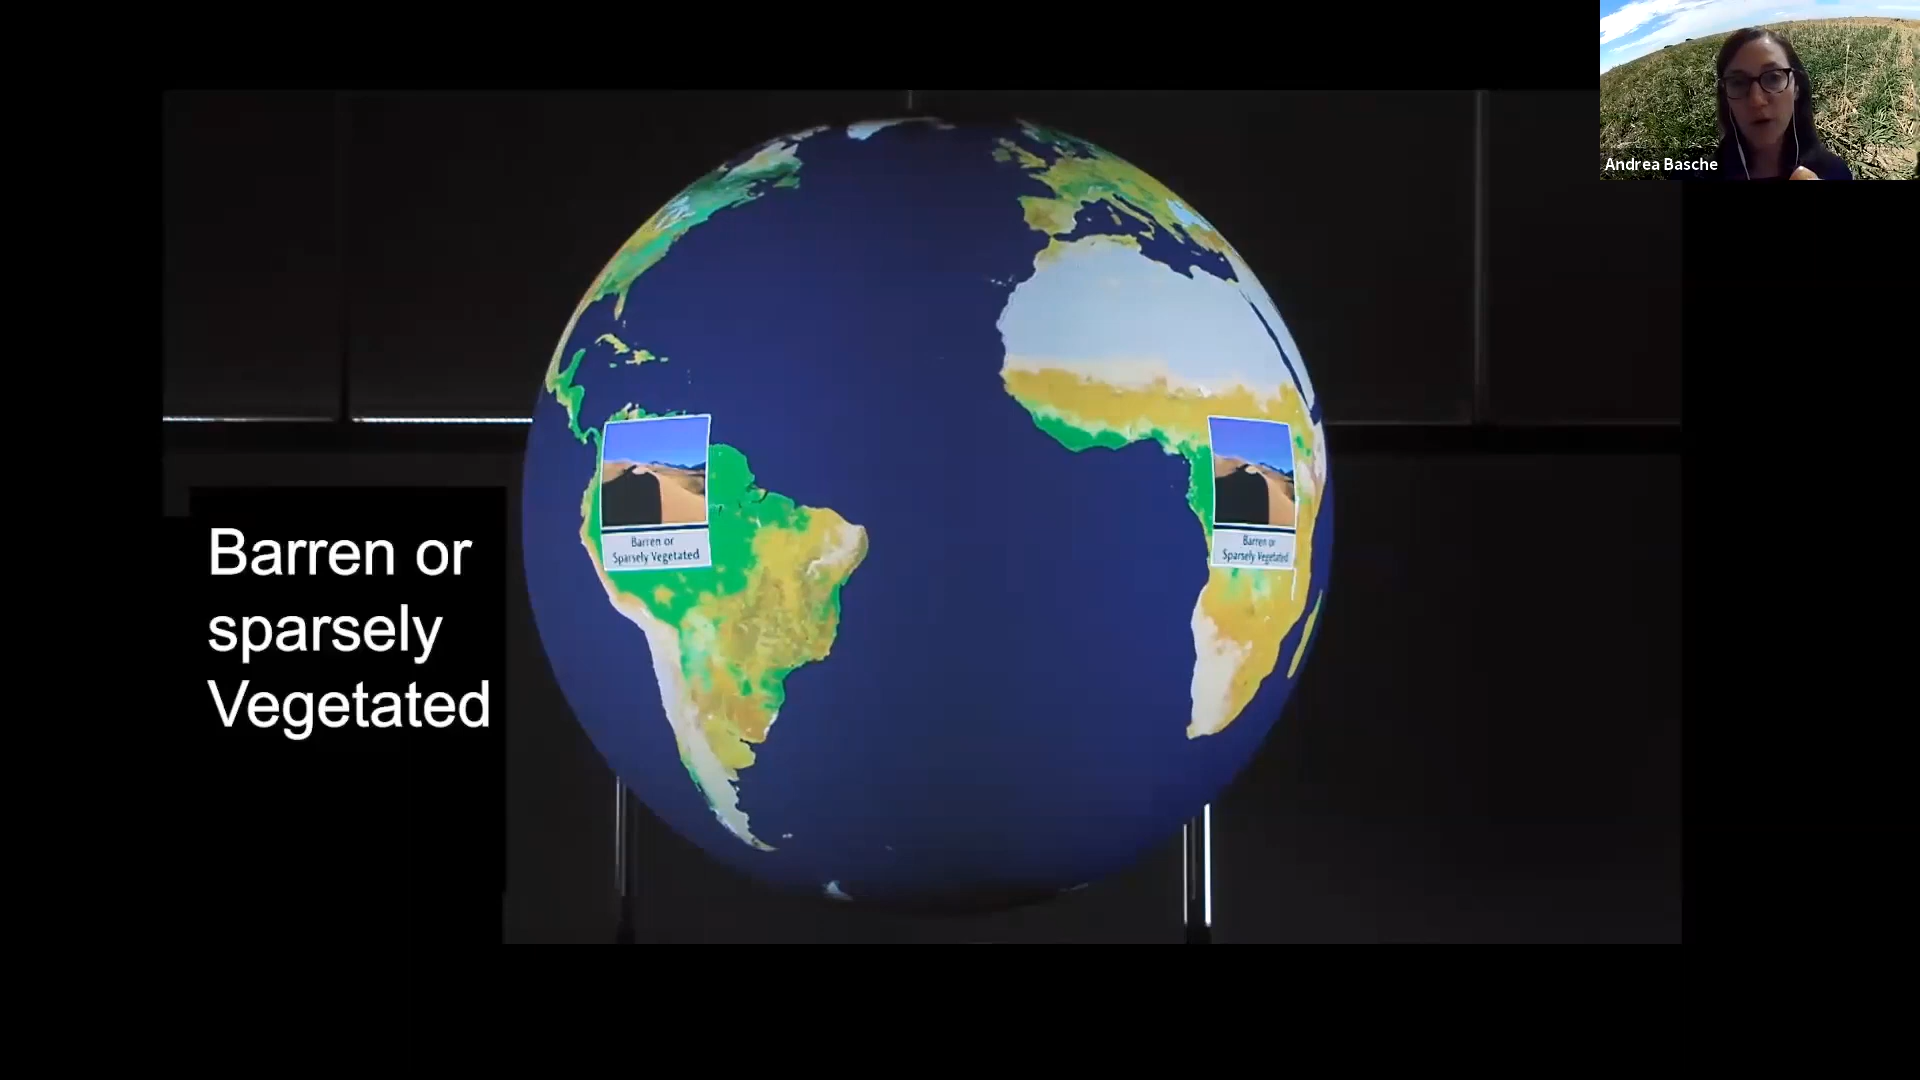 Andrea Basche
Barren or
Sparsely Vegetated
Barren or
Sparsely Vegetated
Barren or
sparsely
Vegetated